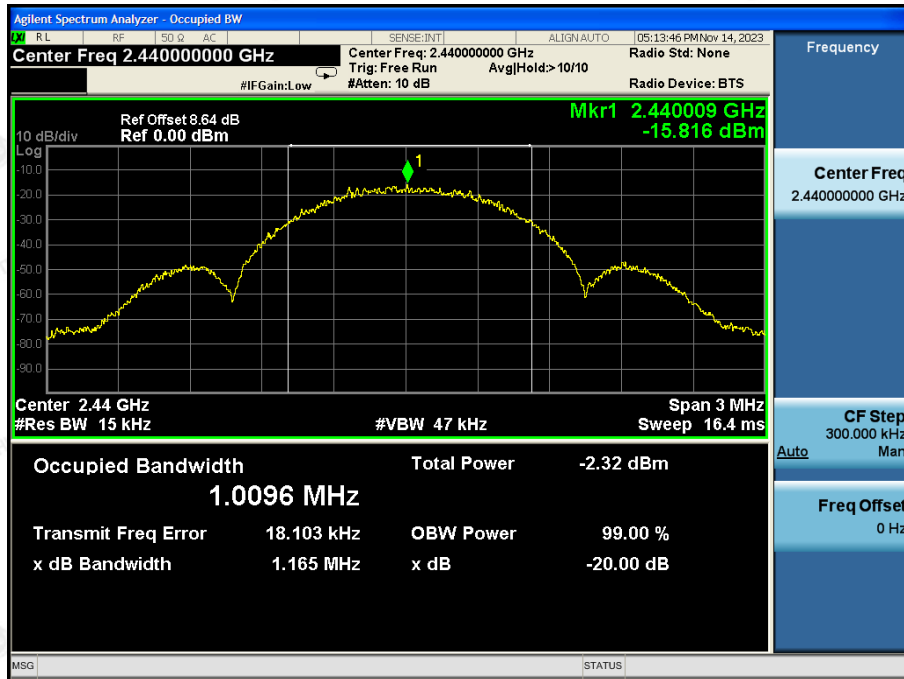 Agilent Spectrum Analyzer - Occupied BW
LXI RL RF 50 Ω AC SENSE:INT ALIGN AUTO 05:13:46 PM Nov 14, 2023
Center Freq 2.440000000 GHz
Center Freq: 2.440000000 GHz
Radio Std: None
Trig: Free Run Avg|Hold:>10/10
#IFGain:Low
#Atten: 10 dB
Radio Device: BTS
Frequency
Mkr1 2.440009 GHz
-15.816 dBm
Ref Offset 8.64 dB
10 dB/div Ref 0.00 dBm
Log
1
-10.0
-20.0
-30.0
-40.0
-50.0
-60.0
-70.0
-80.0
-90.0
Center 2.44 GHz Span 3 MHz
#Res BW 15 kHz #VBW 47 kHz Sweep 16.4 ms
Occupied Bandwidth Total Power -2.32 dBm
1.0096 MHz
Transmit Freq Error 18.103 kHz OBW Power 99.00 %
x dB Bandwidth 1.165 MHz x dB -20.00 dB
Center Freq
2.440000000 GHz
CF Step
300.000 kHz
Auto Man
Freq Offset
0 Hz
MSG STATUS